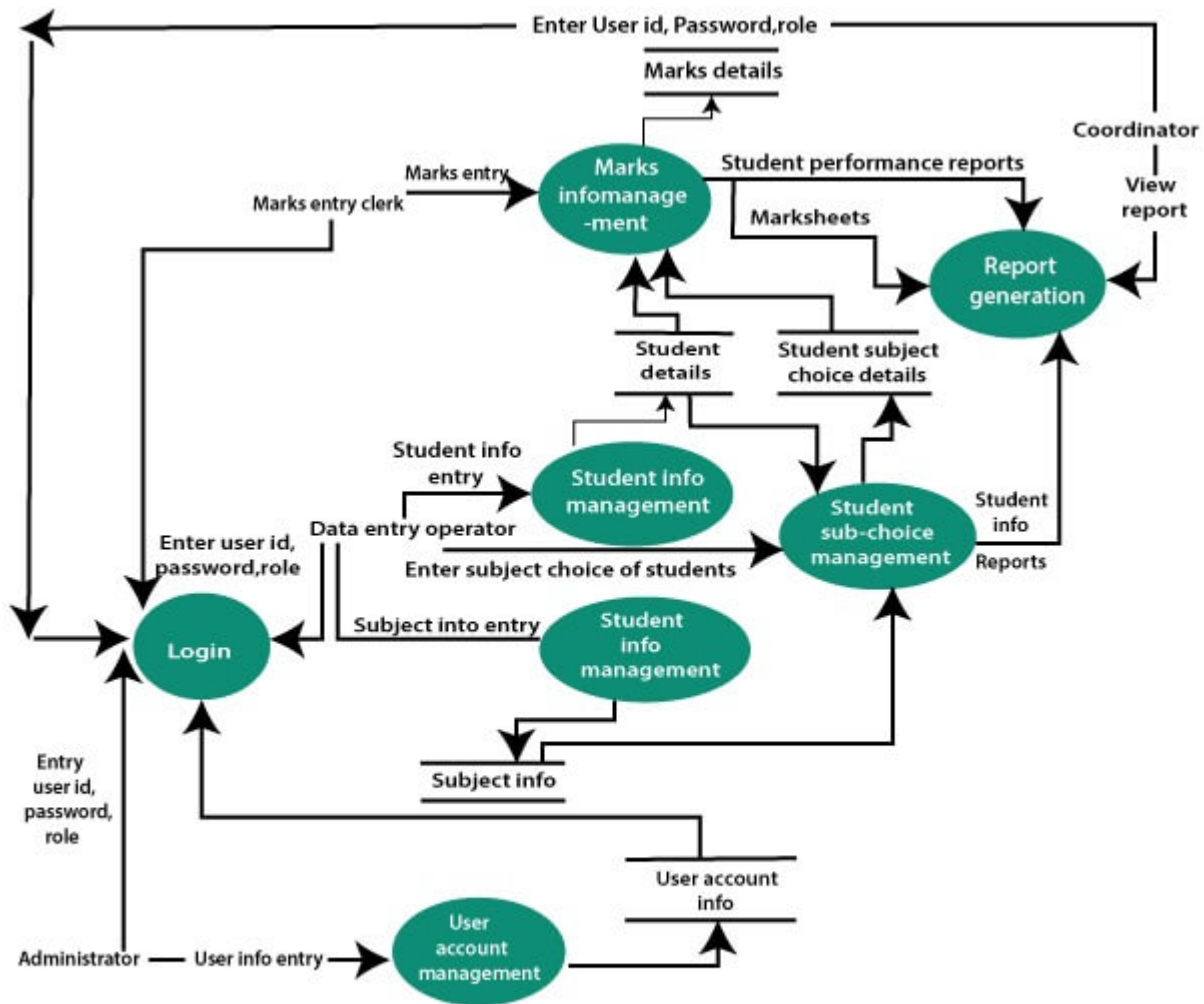 Enter User id, Password,role
Marks details
Coordinator
Marks entry
Marks
infomanage
-ment
Student performance reports
View
report
Marks entry clerk
Marksheets
Report
generation
Student
details
Student subject
choice details
Student info
entry
Student info
management
Data entry operator
Student
sub-choice
management
Student
info
Reports
Enter user id,
password,role
Enter subject choice of students
Login
Subject into entry
Student
info
management
Entry
user id,
password,
role
Subject info
User account
info
User
account
management
Administrator
User info entry